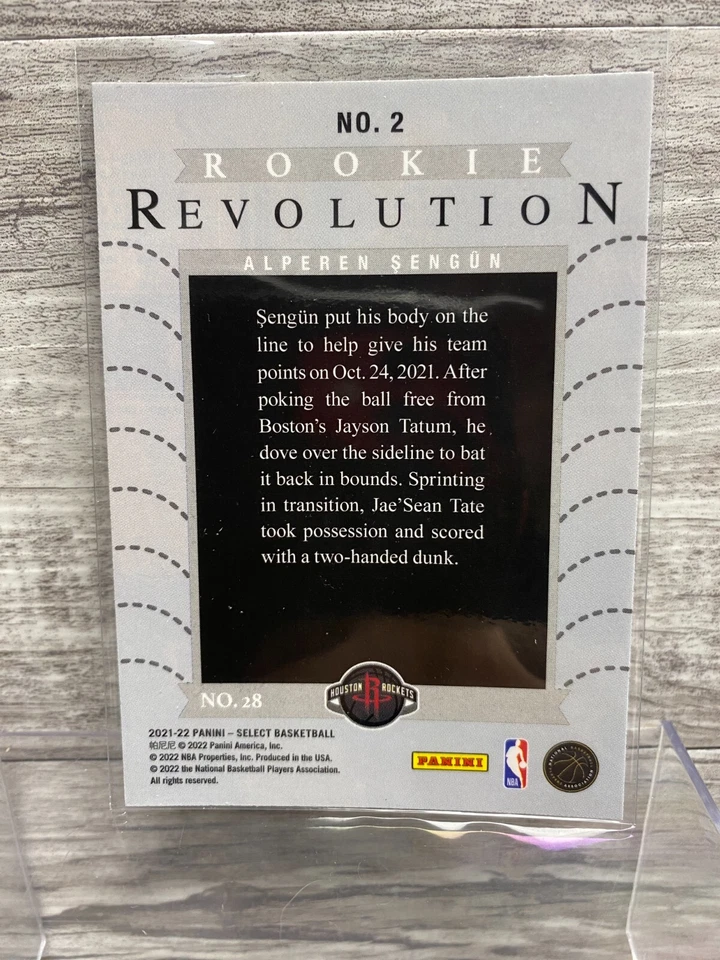 NO. 2
ROOKIE
REVOLUTION
ALPEREN ŞENGÜN
Şengün put his body on the
line to help give his team
points on Oct. 24, 2021. After
poking the ball free from
Boston's Jayson Tatum, he
dove over the sideline to bat
it back in bounds. Sprinting
in transition, Jae'Sean Tate
took possession and scored
with a two-handed dunk.
NO. 28
HOUSTON R ROCKETS
2021-22 PANINI – SELECT BASKETBALL
帕尼尼 © 2022 Panini America, Inc.
© 2022 NBA Properties, Inc. Produced in the USA.
© 2022 the National Basketball Players Association.
All rights reserved.
PANINI
NBA
NATIONAL BASKETBALL
PLAYERS ASSOCIATION